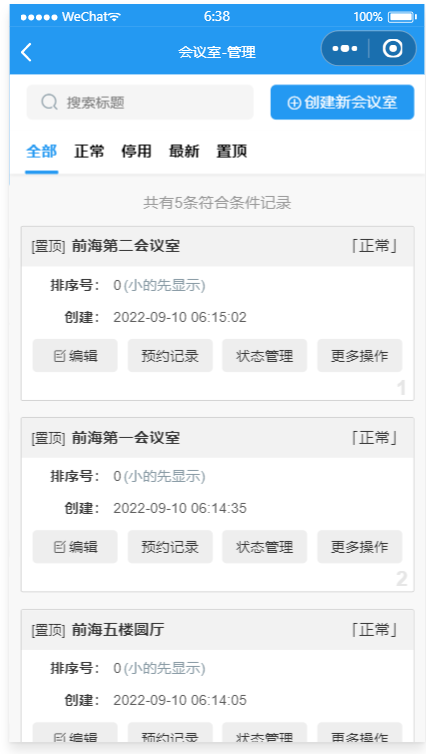 WeChat 6:38 100%
会议室-管理
搜索标题 创建新会议室
全部 正常 停用 最新 置顶
共有5条符合条件记录
[置顶] 前海第二会议室 「正常」
排序号: 0 (小的先显示)
创建: 2022-09-10 06:15:02
编辑 预约记录 状态管理 更多操作
1
[置顶] 前海第一会议室 「正常」
排序号: 0 (小的先显示)
创建: 2022-09-10 06:14:35
编辑 预约记录 状态管理 更多操作
2
[置顶] 前海五楼圆厅 「正常」
排序号: 0 (小的先显示)
创建: 2022-09-10 06:14:05
编辑 预约记录 状态管理 更多操作